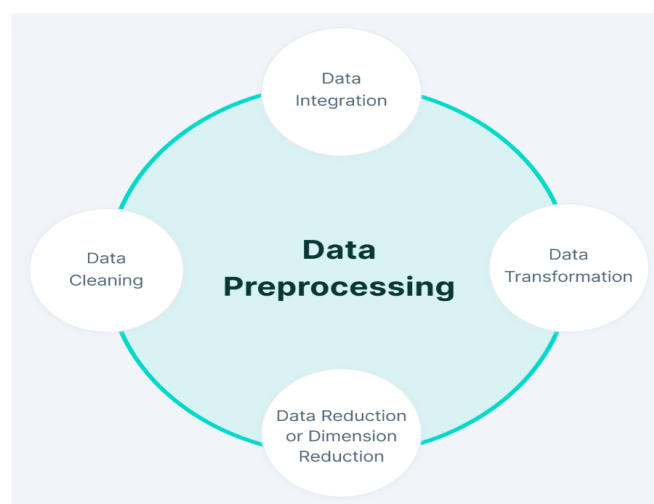 Data
Integration
Data
Cleaning
Data
Preprocessing
Data
Transformation
Data Reduction
or Dimension
Reduction